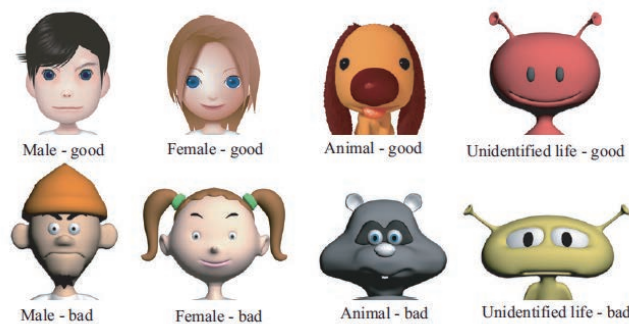 Male - good
Female - good
Animal - good
Unidentified life - good
Male - bad
Female - bad
Animal - bad
Unidentified life - bad